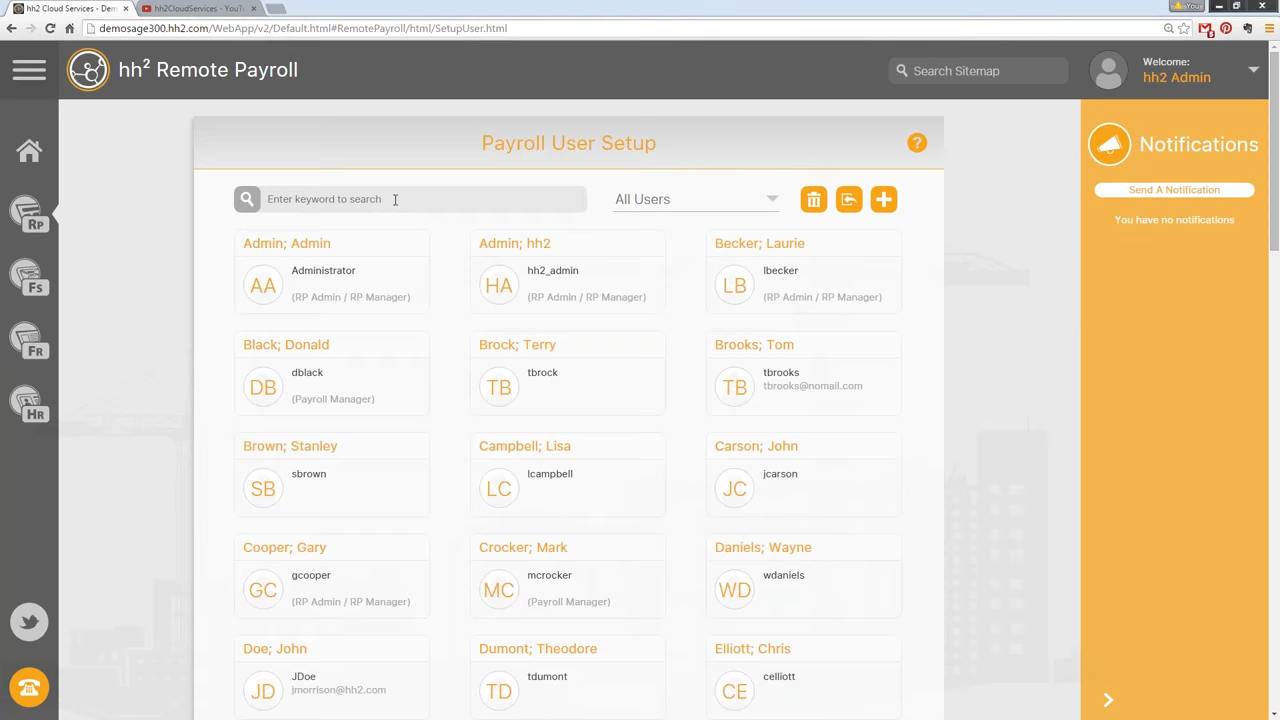 hh2 Cloud Services - Dem
hh2CloudServices - YouT
You
demosage300.hh2.com/WebApp/v2/Default.html#RemotePayroll/html/SetupUser.html
hh² Remote Payroll
Search Sitemap
Welcome:
hh2 Admin
Payroll User Setup
?
Notifications
Send A Notification
You have no notifications
Enter keyword to search
All Users
Rp
Fs
Fr
Hr
Admin; Admin
AA
Administrator
(RP Admin / RP Manager)
Admin; hh2
HA
hh2_admin
(RP Admin / RP Manager)
Becker; Laurie
LB
lbecker
(RP Admin / RP Manager)
Black; Donald
DB
dblack
(Payroll Manager)
Brock; Terry
TB
tbrock
Brooks; Tom
TB
tbrooks
tbrooks@nomail.com
Brown; Stanley
SB
sbrown
Campbell; Lisa
LC
lcampbell
Carson; John
JC
jcarson
Cooper; Gary
GC
gcooper
(RP Admin / RP Manager)
Crocker; Mark
MC
mcrocker
(Payroll Manager)
Daniels; Wayne
WD
wdaniels
Doe; John
JD
JDoe
jmorrison@hh2.com
Dumont; Theodore
TD
tdumont
Elliott; Chris
CE
celliott